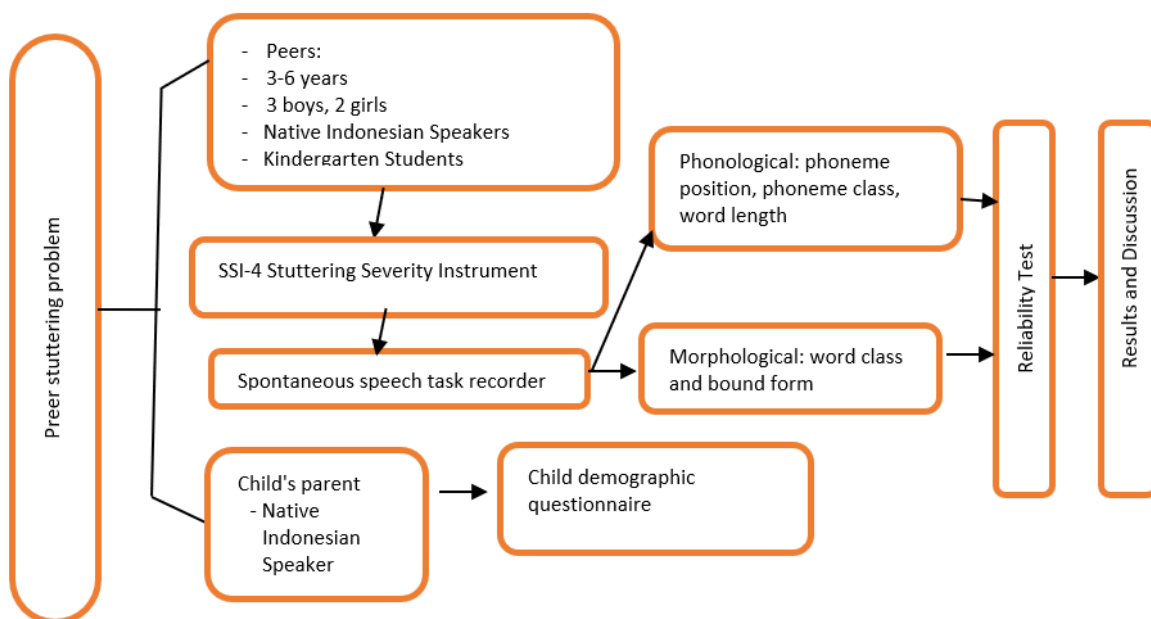 Preer stuttering problem
- Peers:
- 3-6 years
- 3 boys, 2 girls
- Native Indonesian Speakers
- Kindergarten Students
SSI-4 Stuttering Severity Instrument
Spontaneous speech task recorder
Phonological: phoneme
position, phoneme class,
word length
Morphological: word class
and bound form
Child's parent
- Native
Indonesian
Speaker
Child demographic
questionnaire
Reliability Test
Results and Discussion